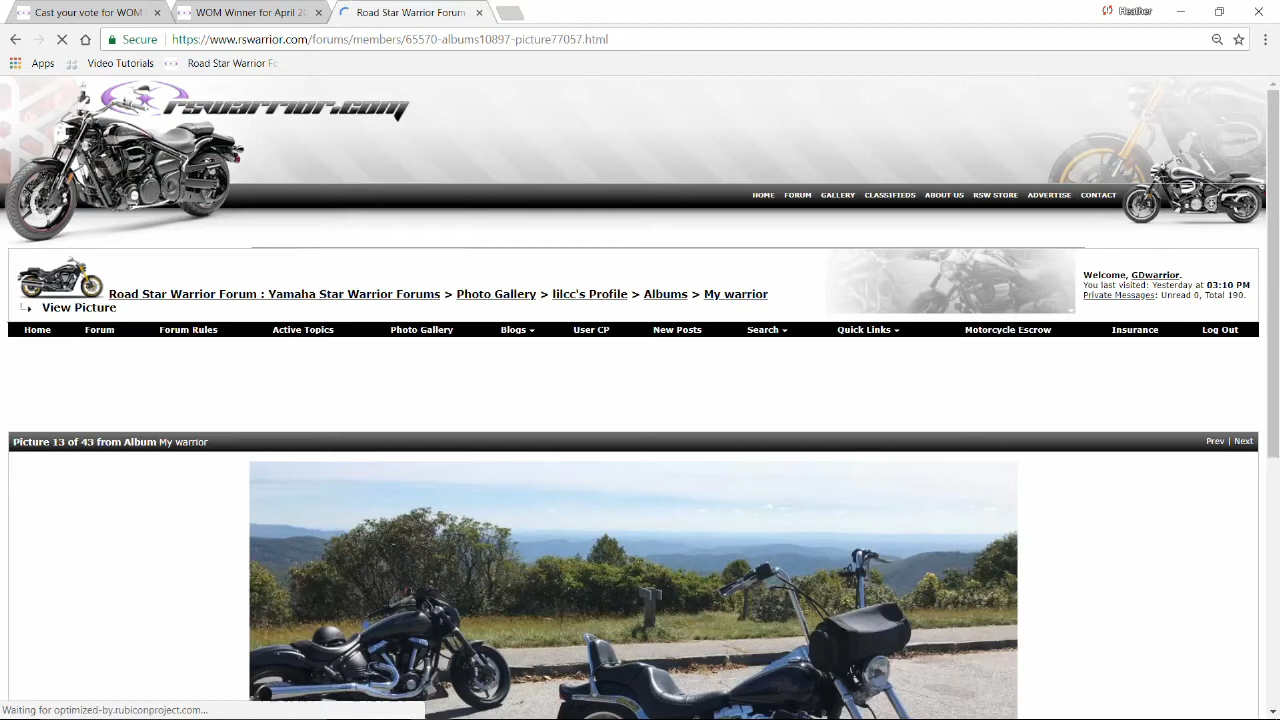 Cast your vote for WOM
WOM Winner for April 20
Road Star Warrior Forum
Heather
Secure
https://www.rswarrior.com/forums/members/65570-albums10897-picture77057.html
Apps
Video Tutorials
Road Star Warrior Fo
rswarrior.com
HOME FORUM GALLERY CLASSIFIEDS ABOUT US RSW STORE ADVERTISE CONTACT
Road Star Warrior Forum : Yamaha Star Warrior Forums > Photo Gallery > lilcc's Profile > Albums > My warrior
View Picture
Welcome, GDwarrior.
You last visited: Yesterday at 03:10 PM
Private Messages: Unread 0, Total 190.
Home Forum Forum Rules Active Topics Photo Gallery Blogs User CP New Posts Search Quick Links Motorcycle Escrow Insurance Log Out
Picture 13 of 43 from Album My warrior
Prev | Next
Waiting for optimized-by.rubiconproject.com...